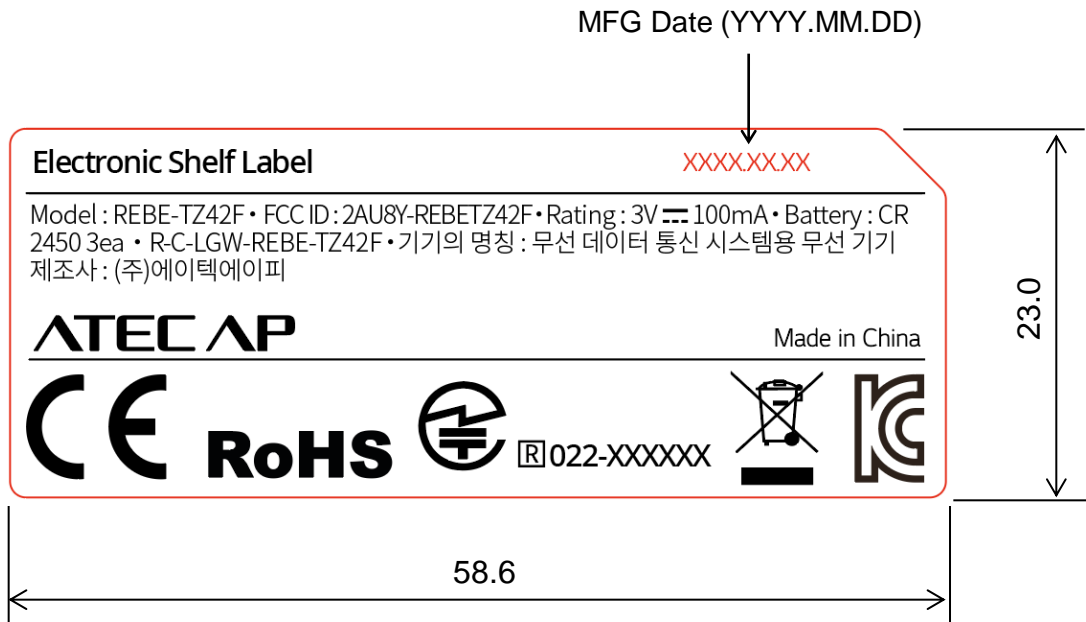 MFG Date (YYYY.MM.DD)
Electronic Shelf Label XXXX.XX.XX
Model : REBE-TZ42F • FCC ID : 2AU8Y-REBETZ42F • Rating : 3V ⎓ 100mA • Battery : CR
2450 3ea • R-C-LGW-REBE-TZ42F • 기기의 명칭 : 무선 데이터 통신 시스템용 무선 기기
제조사 : (주)에이텍에이피
ATEC AP Made in China
CE RoHS R 022-XXXXXX KC
23.0
58.6